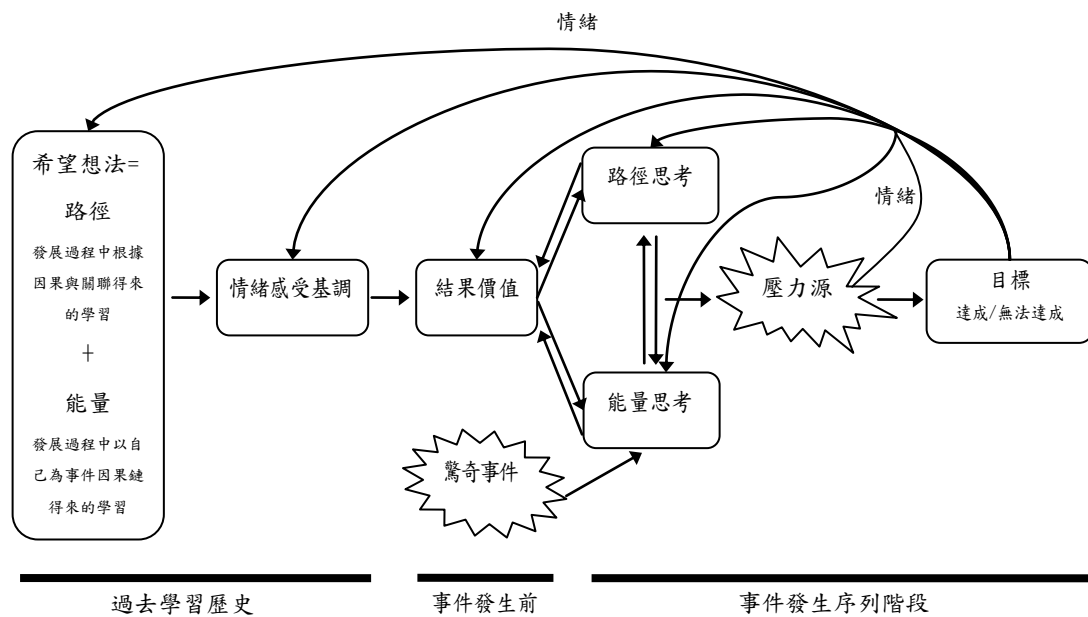 情緒
希望想法=
路徑
發展過程中根據
因果與關聯得來
的學習
+
能量
發展過程中以自
己為事件因果鏈
得來的學習
情緒感受基調
結果價值
路徑思考
能量思考
驚奇事件
情緒
壓力源
目標
達成/無法達成
過去學習歷史
事件發生前
事件發生序列階段